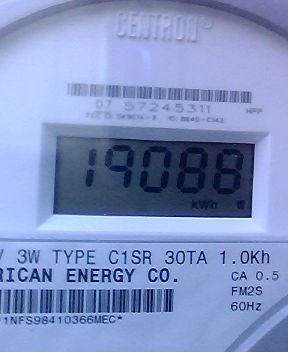 CENTRON®
07 57245311 HPP
19088
kWh
V 3W TYPE C1SR 30TA 1.0Kh
RICAN ENERGY CO. CA 0.5
FM2S
60Hz
1NFS98410366MEC*